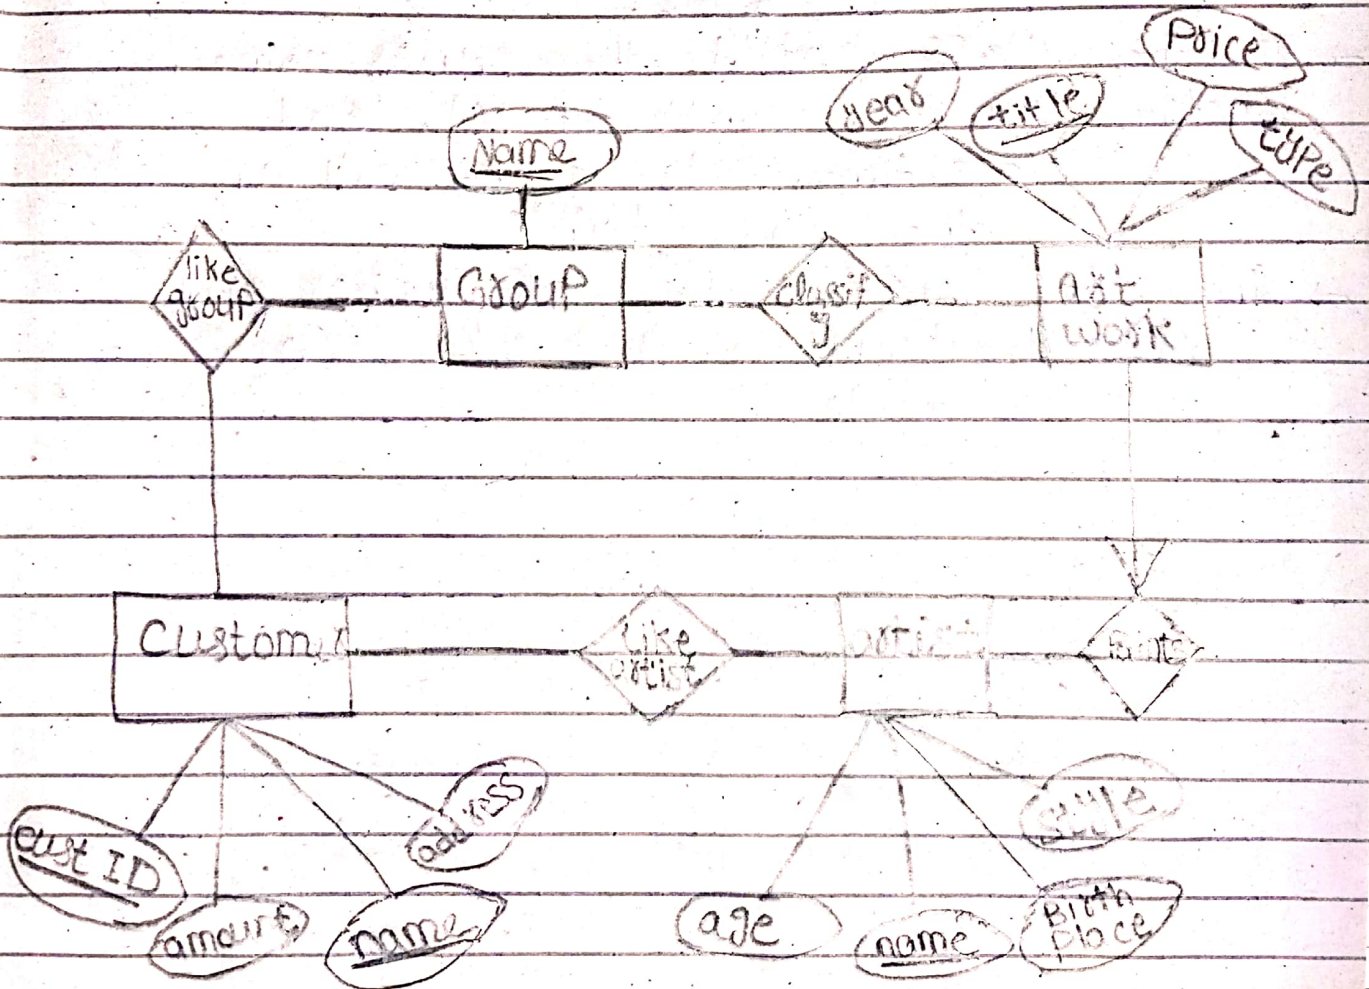 Price
year
title
type
Name
like
group
Group
classif
y
Art
work
Customer
like
artist
artist
Paints
address
style
cust ID
amount
name
age
name
Birth
place